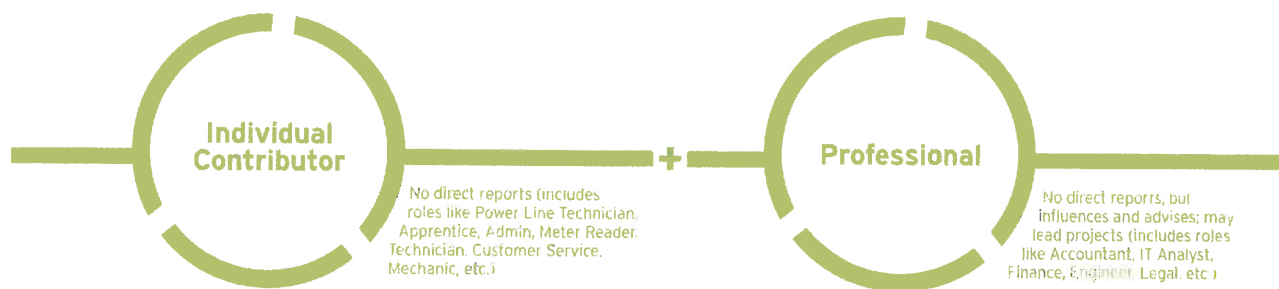 Individual
Contributor
+
Professional
No direct reports (includes
roles like Power Line Technician,
Apprentice, Admin, Meter Reader,
Technician, Customer Service,
Mechanic, etc.)
No direct reports, but
influences and advises; may
lead projects (includes roles
like Accountant, IT Analyst,
Finance, Engineer, Legal, etc.)